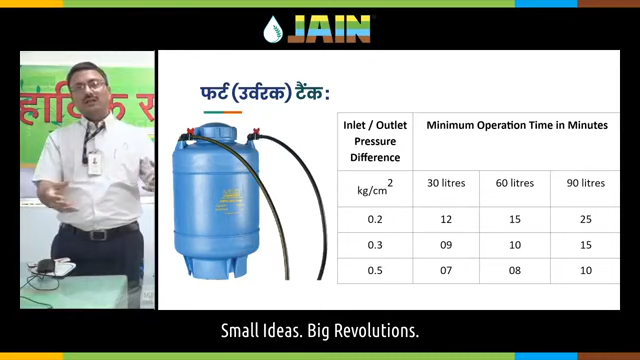 JAIN
हार्दिक स
फर्ट (उर्वरक) टैंक :
Inlet / Outlet Pressure Difference Minimum Operation Time in Minutes
kg/cm2 30 litres 60 litres 90 litres
0.2 12 15 25
0.3 09 10 15
0.5 07 08 10
Small Ideas. Big Revolutions.